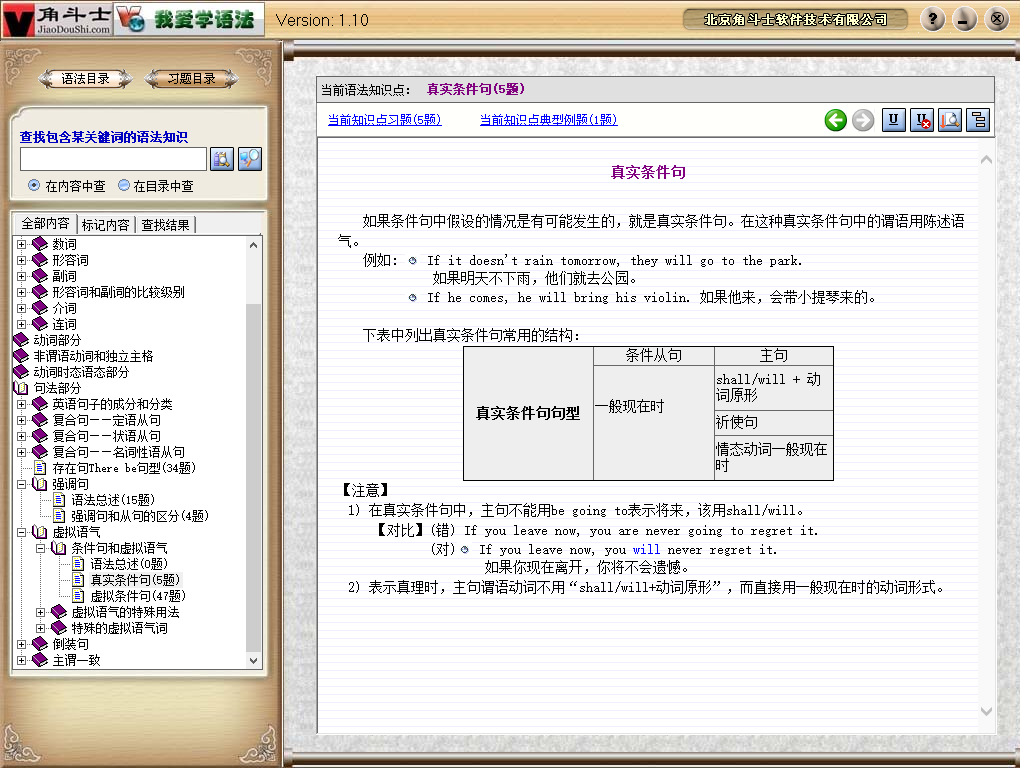 角斗士
JiaoDouShi.com
我爱学语法
Version: 1.10
北京角斗士软件技术有限公司
语法目录
习题目录
查找包含某关键词的语法知识
在内容中查
在目录中查
全部内容
标记内容
查找结果
数词
形容词
副词
形容词和副词的比较级别
介词
连词
动词部分
非谓语动词和独立主格
动词时态语态部分
句法部分
英语句子的成分和分类
复合句--定语从句
复合句--状语从句
复合句--名词性语从句
存在句There be句型(34题)
强调句
语法总述(15题)
强调句和从句的区分(4题)
虚拟语气
条件句和虚拟语气
语法总述(0题)
真实条件句(5题)
虚拟条件句(47题)
虚拟语气的特殊用法
特殊的虚拟语气词
倒装句
主谓一致
当前语法知识点: 真实条件句(5题)
当前知识点习题(5题)
当前知识点典型例题(1题)
真实条件句
如果条件句中假设的情况是有可能发生的，就是真实条件句。在这种真实条件句中的谓语用陈述语
气。
例如: If it doesn't rain tomorrow, they will go to the park.
如果明天不下雨，他们就去公园。
If he comes, he will bring his violin. 如果他来，会带小提琴来的。
下表中列出真实条件句常用的结构:
条件从句
主句
真实条件句句型
一般现在时
shall/will + 动
词原形
祈使句
情态动词一般现在
时
【注意】
1) 在真实条件句中，主句不能用be going to表示将来，该用shall/will。
【对比】(错) If you leave now, you are never going to regret it.
(对) If you leave now, you will never regret it.
如果你现在离开，你将不会遗憾。
2) 表示真理时，主句谓语动词不用“shall/will+动词原形”，而直接用一般现在时的动词形式。